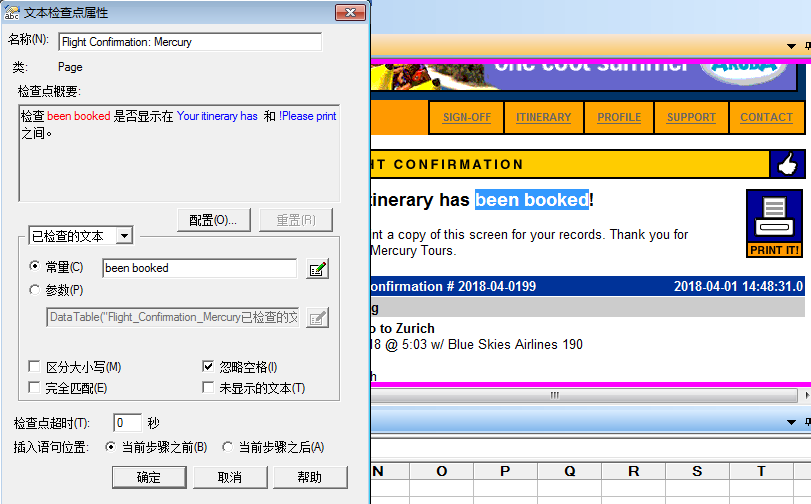 文本检查点属性
名称(N): Flight Confirmation: Mercury
类: Page
检查点概要:
检查 been booked 是否显示在 Your itinerary has 和 !Please print
之间。
配置(O)... 重置(R)
已检查的文本
常量(C) been booked
参数(P)
DataTable("Flight_Confirmation_Mercury已检查的文
区分大小写(M) 忽略空格(I)
完全匹配(E) 未显示的文本(T)
检查点超时(T): 0 秒
插入语句位置: 当前步骤之前(B) 当前步骤之后(A)
确定 取消 帮助
one cool summer ARUBA
SIGN-OFF ITINERARY PROFILE SUPPORT CONTACT
HT CONFIRMATION
tinerary has been booked!
nt a copy of this screen for your records. Thank you for
Mercury Tours.
PRINT IT!
onfirmation # 2018-04-0199 2018-04-01 14:48:31.0
g
o to Zurich
18 @ 5:03 w/ Blue Skies Airlines 190
h
N O P Q R S T